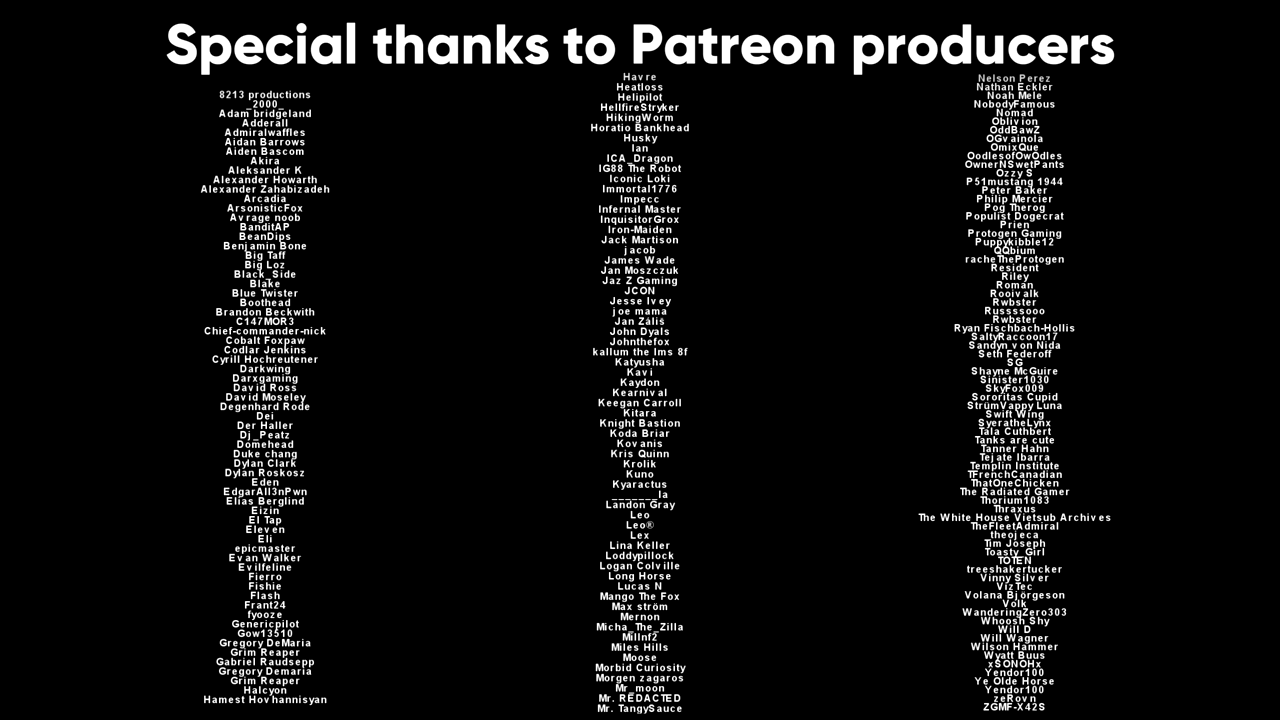 Special thanks to Patreon producers
8213 productions
_2000_
Adam bridgeland
Adderall
Admiralwaffles
Aidan Barrows
Aiden Bascom
Akira
Aleksander K
Alexander Howarth
Alexander Zahabizadeh
Arcadia
ArsonisticFox
Avrage noob
BanditAP
BeanDips
Benjamin Bone
Big Taff
Big Loz
Black_Side
Blake
Blue Twister
Boothead
Brandon Beckwith
C147MOR3
Chief-commander-nick
Cobalt Foxpaw
Codlar Jenkins
Cyrill Hochreutener
Darkwing
Darxgaming
David Ross
David Moseley
Degenhard Rode
Dei
Der Haller
Dj_Peatz
Domehead
Duke chang
Dylan Clark
Dylan Roskosz
Eden
EdgarAll3nPwn
Elias Berglind
Eizin
El Tap
Eleven
Eli
epicmaster
Evan Walker
Evilfeline
Fierro
Fishie
Flash
Frant24
fyooze
Genericpilot
Gow13510
Gregory DeMaria
Grim Reaper
Gabriel Raudsepp
Gregory Demaria
Grim Reaper
Halcyon
Hamest Hovhannisyan
Havre
Heatloss
Helipilot
HellfireStryker
HikingWorm
Horatio Bankhead
Husky
Ian
ICA_Dragon
IG88 The Robot
Iconic Loki
Immortal1776
Impecc
Infernal Master
InquisitorGrox
Iron-Maiden
Jack Martison
jacob
James Wade
Jan Moszczuk
Jaz Z Gaming
JCON
Jesse Ivey
joe mama
Jan Záliš
John Dyals
Johnthefox
kallum the lms 8f
Katyusha
Kavi
Kaydon
Kearnival
Keegan Carroll
Kitara
Knight Bastion
Koda Briar
Kovanis
Kris Quinn
Krolik
Kuno
Kyaractus
_______la
Landon Gray
Leo
Leo®
Lex
Lina Keller
Loddypillock
Logan Colville
Long Horse
Lucas N
Mango The Fox
Max ström
Mernon
Micha_The_Zilla
Millnf2
Miles Hills
Moose
Morbid Curiosity
Morgen zagaros
Mr_moon
Mr. REDACTED
Mr. TangySauce
Nelson Perez
Nathan Eckler
Noah Mele
NobodyFamous
Nomad
Oblivion
OddBawZ
OGvainola
OmixQue
OodlesofOwOdles
OwnerNSwetPants
Ozzy S
P51mustang 1944
Peter Baker
Philip Mercier
Pog Therog
Populist Dogecrat
Prien
Protogen Gaming
Puppykibble12
QQbium
racheTheProtogen
Resident
Riley
Roman
Rooivalk
Rwbster
Russssooo
Rwbster
Ryan Fischbach-Hollis
SaltyRaccoon17
Sandyn von Nida
Seth Federoff
SG
Shayne McGuire
Sinister1030
SkyFox009
Sororitas Cupid
StrümVappy Luna
Swift Wing
SyeratheLynx
Tala Cuthbert
Tanks are cute
Tanner Hahn
Tejate Ibarra
Templin Institute
TFrenchCanadian
ThatOneChicken
The Radiated Gamer
Thorium1083
Thraxus
The White House Vietsub Archives
TheFleetAdmiral
theojeca
Tim Joseph
Toasty_Girl
TOTEN
treeshakertucker
Vinny Silver
VizTec
Volana Björgeson
Volk
WanderingZero303
Whoosh Shy
Will D
Will Wagner
Wilson Hammer
Wyatt Buus
xSONOHx
Yendor100
Ye Olde Horse
Yendor100
zeRovn
ZGMF-X42S